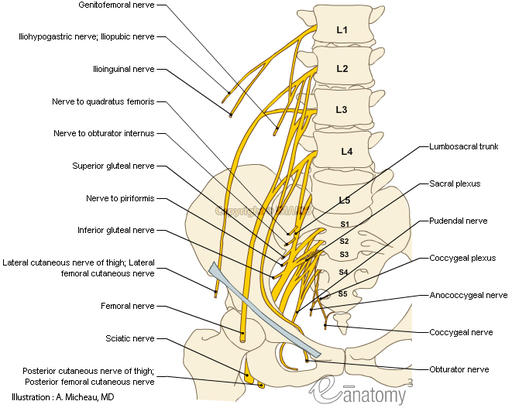 Genitofemoral nerve
Iliohypogastric nerve; Iliopubic nerve
Ilioinguinal nerve
Nerve to quadratus femoris
Nerve to obturator internus
Superior gluteal nerve
Nerve to piriformis
Inferior gluteal nerve
Lateral cutaneous nerve of thigh; Lateral
femoral cutaneous nerve
Femoral nerve
Sciatic nerve
Posterior cutaneous nerve of thigh;
Posterior femoral cutaneous nerve
Illustration : A. Micheau, MD
L1
L2
L3
L4
L5
S1
S2
S3
S4
S5
Lumbosacral trunk
Sacral plexus
Pudendal nerve
Coccygeal plexus
Anococcygeal nerve
Coccygeal nerve
Obturator nerve
e-anatomy